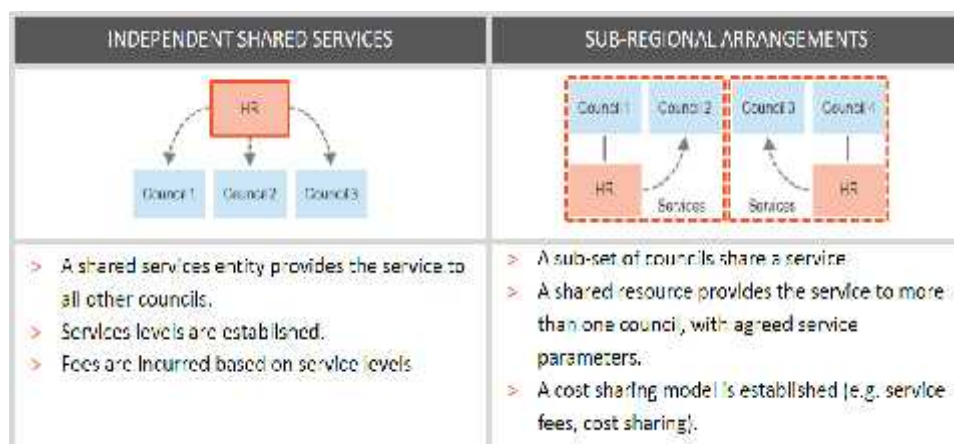 INDEPENDENT SHARED SERVICES
HR
Council 1 Council 2 Council 3
> A shared services entity provides the service to
all other councils.
> Services levels are established.
> Fees are incurred based on service levels
SUB-REGIONAL ARRANGEMENTS
Council 1 Council 2 Council 3 Council 4
HR Services Services HR
> A sub-set of councils share a service
> A shared resource provides the service to more
than one council, with agreed service
parameters.
> A cost sharing model is established (e.g. service
fees, cost sharing).